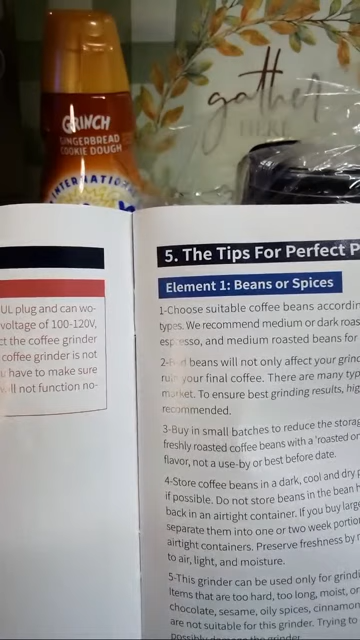 GRINCH
GINGERBREAD
COOKIE DOUGH
INTERNATIONAL
gather
HERE
UL plug and can wo-
voltage of 100-120V,
ct the coffee grinder
coffee grinder is not
u have to make sure
will not function no-
5. The Tips For Perfect P
Element 1: Beans or Spices
1-Choose suitable coffee beans accordin
types. We recommend medium or dark roas
espresso, and medium roasted beans for
beans will not only affect your grind
ruin your final coffee. There are many typ
market. To ensure best grinding results, hig
recommended.
3-Buy in small batches to reduce the storag
freshly roasted coffee beans with a 'roasted on
flavor, not a use-by or best before date.
4-Store coffee beans in a dark, cool and dry p
if possible. Do not store beans in the bean h
back in an airtight container. If you buy larg
separate them into one or two week portion
airtight containers. Preserve freshness by m
to air, light, and moisture.
5-This grinder can be used only for grindi
Items that are too hard, too long, moist, or
chocolate, sesame, oily spices, cinnamon
are not suitable for this grinder. Trying to
possibly damage the grinder